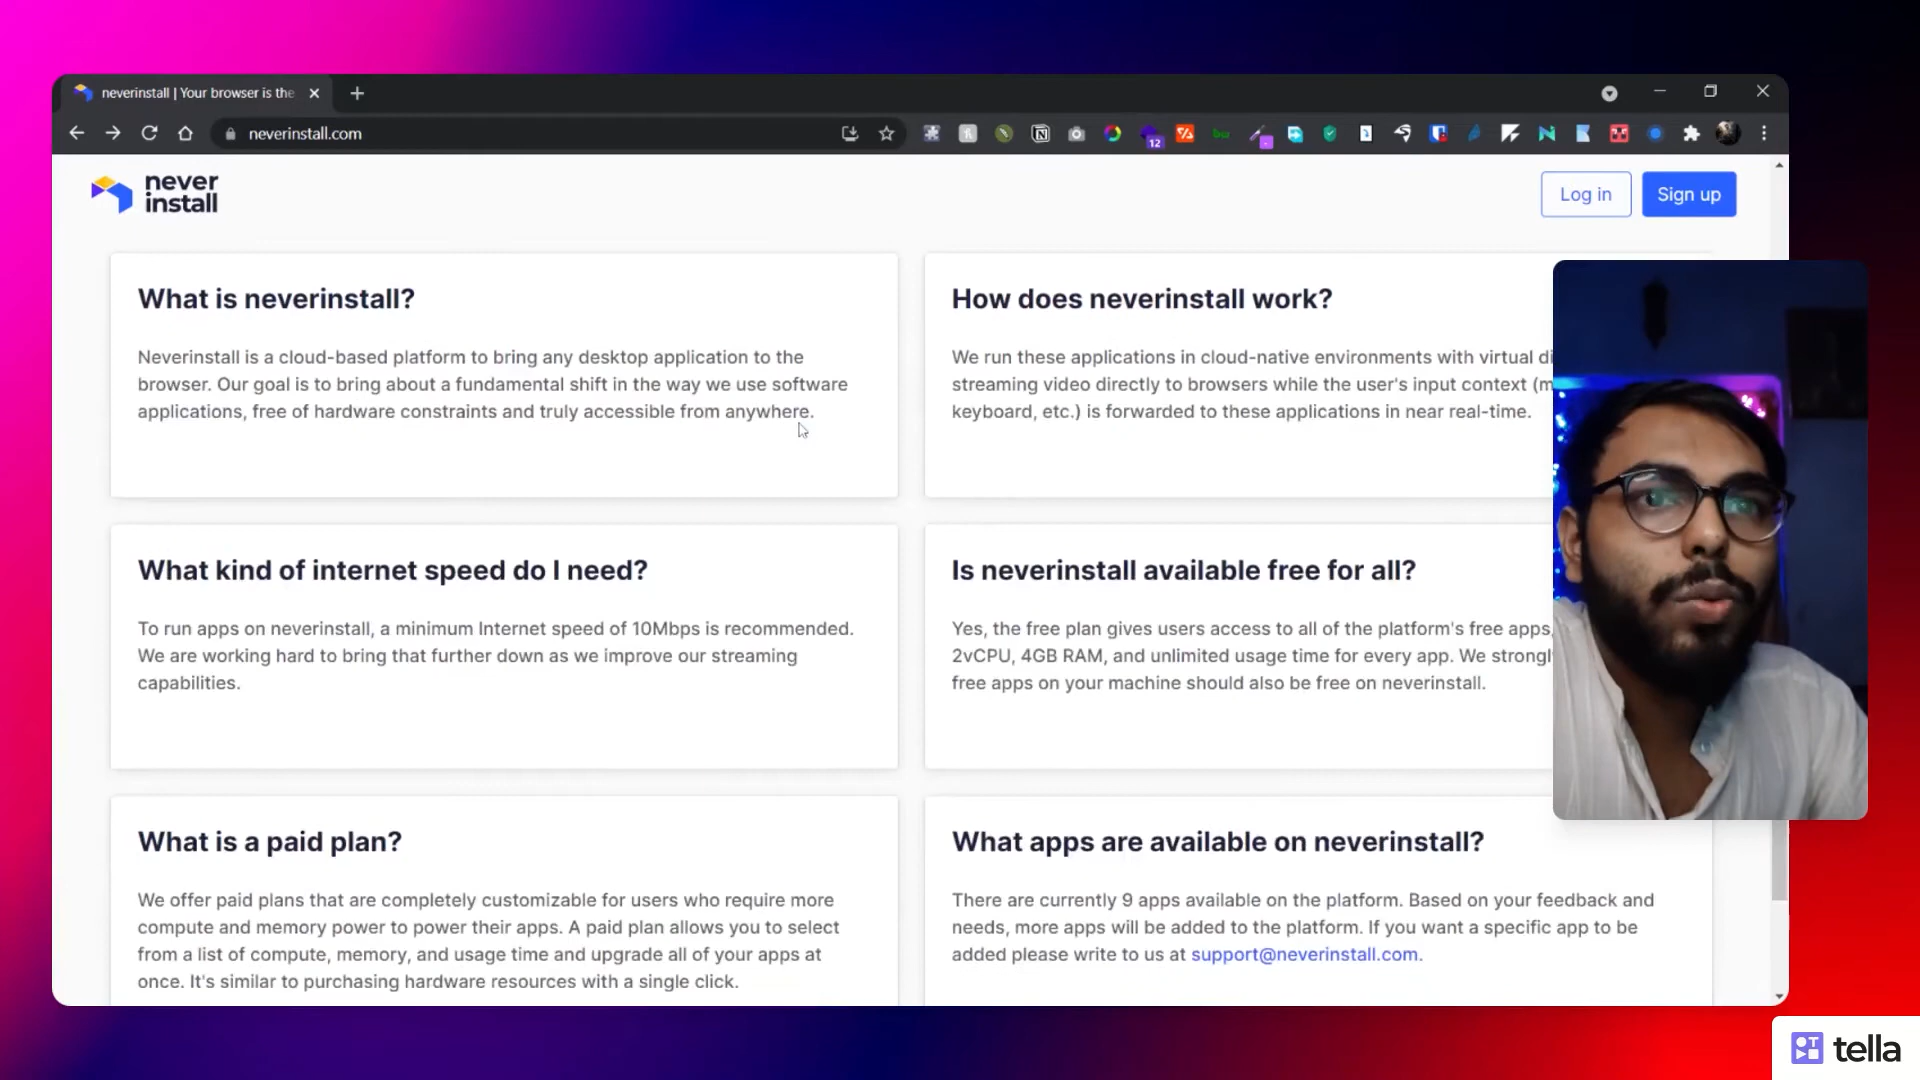 neverinstall | Your browser is the
neverinstall.com
12
never
install
Log in
Sign up
What is neverinstall?
Neverinstall is a cloud-based platform to bring any desktop application to the
browser. Our goal is to bring about a fundamental shift in the way we use software
applications, free of hardware constraints and truly accessible from anywhere.
How does neverinstall work?
We run these applications in cloud-native environments with virtual di
streaming video directly to browsers while the user's input context (m
keyboard, etc.) is forwarded to these applications in near real-time.
What kind of internet speed do I need?
To run apps on neverinstall, a minimum Internet speed of 10Mbps is recommended.
We are working hard to bring that further down as we improve our streaming
capabilities.
Is neverinstall available free for all?
Yes, the free plan gives users access to all of the platform's free apps,
2vCPU, 4GB RAM, and unlimited usage time for every app. We strongl
free apps on your machine should also be free on neverinstall.
What is a paid plan?
We offer paid plans that are completely customizable for users who require more
compute and memory power to power their apps. A paid plan allows you to select
from a list of compute, memory, and usage time and upgrade all of your apps at
once. It's similar to purchasing hardware resources with a single click.
What apps are available on neverinstall?
There are currently 9 apps available on the platform. Based on your feedback and
needs, more apps will be added to the platform. If you want a specific app to be
added please write to us at support@neverinstall.com.
tella